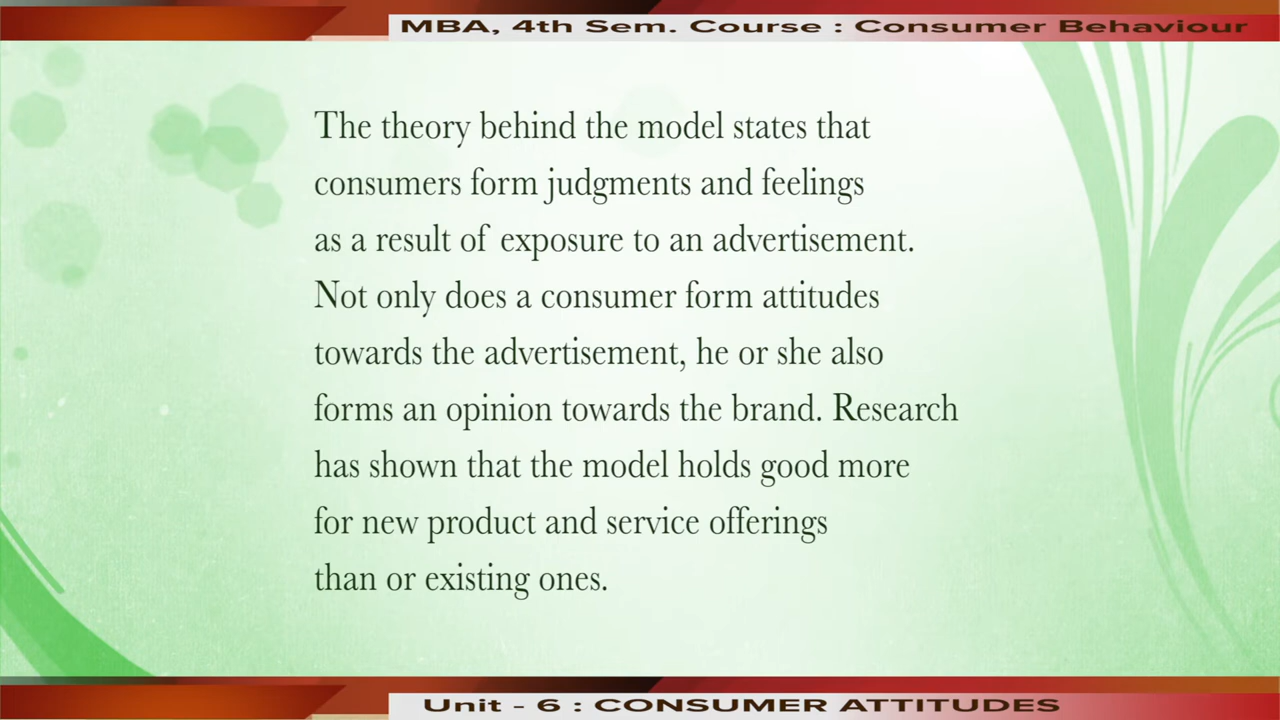 MBA, 4th Sem. Course : Consumer Behaviour
The theory behind the model states that
consumers form judgments and feelings
as a result of exposure to an advertisement.
Not only does a consumer form attitudes
towards the advertisement, he or she also
forms an opinion towards the brand. Research
has shown that the model holds good more
for new product and service offerings
than or existing ones.
Unit - 6 : CONSUMER ATTITUDES